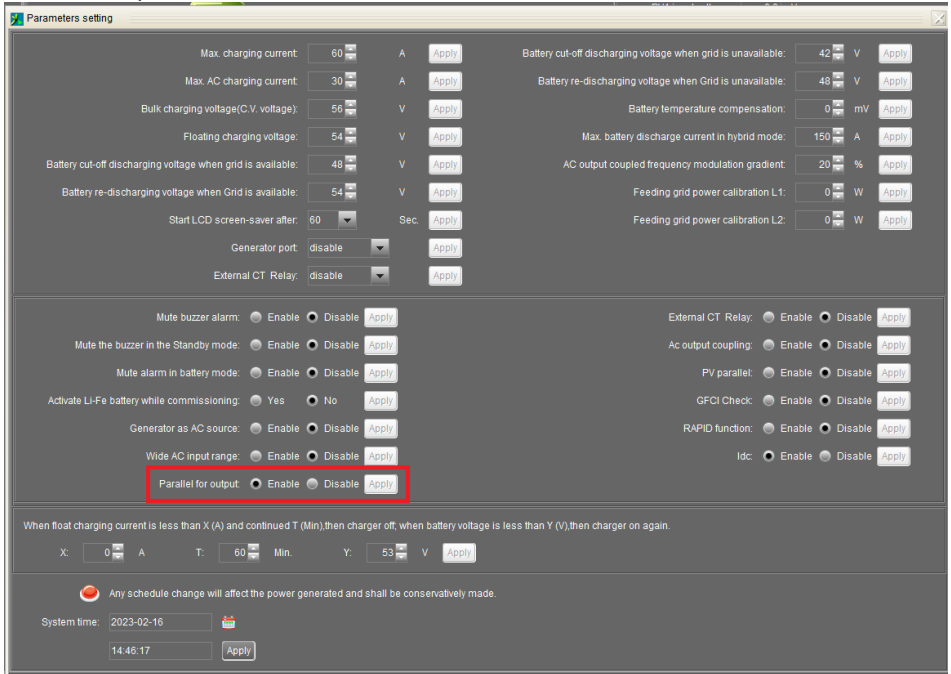 Parameters setting
Max. charging current: 60 A Apply
Max. AC charging current: 30 A Apply
Bulk charging voltage(C.V. voltage): 56 V Apply
Floating charging voltage: 54 V Apply
Battery cut-off discharging voltage when grid is available: 48 V Apply
Battery re-discharging voltage when Grid is available: 54 V Apply
Start LCD screen-saver after: 60 Sec. Apply
Generator port: disable Apply
External CT Relay: disable Apply
Battery cut-off discharging voltage when grid is unavailable: 42 V Apply
Battery re-discharging voltage when Grid is unavailable: 48 V Apply
Battery temperature compensation: 0 mV Apply
Max. battery discharge current in hybrid mode: 150 A Apply
AC output coupled frequency modulation gradient: 20 % Apply
Feeding grid power calibration L1: 0 W Apply
Feeding grid power calibration L2: 0 W Apply
Mute buzzer alarm: Enable Disable Apply
Mute the buzzer in the Standby mode: Enable Disable Apply
Mute alarm in battery mode: Enable Disable Apply
Activate Li-Fe battery while commissioning: Yes No Apply
Generator as AC source: Enable Disable Apply
Wide AC input range: Enable Disable Apply
Parallel for output: Enable Disable Apply
External CT Relay: Enable Disable Apply
Ac output coupling: Enable Disable Apply
PV parallel: Enable Disable Apply
GFCI Check: Enable Disable Apply
RAPID function: Enable Disable Apply
Idc: Enable Disable Apply
When float charging current is less than X (A) and continued T (Min),then charger off; when battery voltage is less than Y (V),then charger on again.
X: 0 A T: 60 Min. Y: 53 V Apply
Any schedule change will affect the power generated and shall be conservatively made.
System time: 2023-02-16
14:46:17 Apply